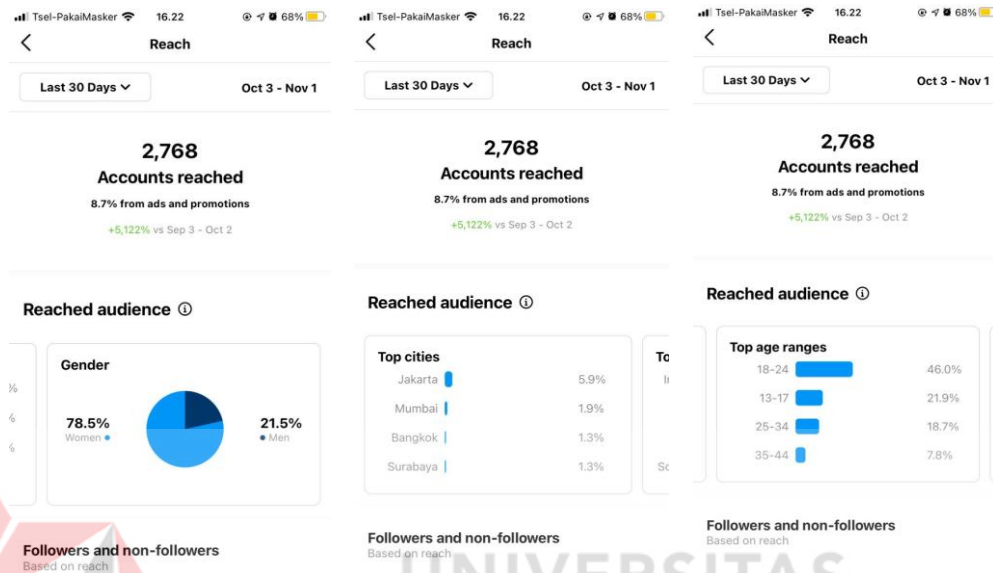 Tsel-PakaiMasker 16.22 68%
Reach
Last 30 Days Oct 3 - Nov 1
2,768
Accounts reached
8.7% from ads and promotions
+5,122% vs Sep 3 - Oct 2
Reached audience
%
%
%
Gender
78.5%
Women
21.5%
Men
Followers and non-followers
Based on reach
Tsel-PakaiMasker 16.22 68%
Reach
Last 30 Days Oct 3 - Nov 1
2,768
Accounts reached
8.7% from ads and promotions
+5,122% vs Sep 3 - Oct 2
Reached audience
Top cities
Jakarta 5.9%
Mumbai 1.9%
Bangkok 1.3%
Surabaya 1.3%
Followers and non-followers
Based on reach
Tsel-PakaiMasker 16.22 68%
Reach
Last 30 Days Oct 3 - Nov 1
2,768
Accounts reached
8.7% from ads and promotions
+5,122% vs Sep 3 - Oct 2
Reached audience
Top age ranges
18-24 46.0%
13-17 21.9%
25-34 18.7%
35-44 7.8%
Followers and non-followers
Based on reach
UNIVERSITAS